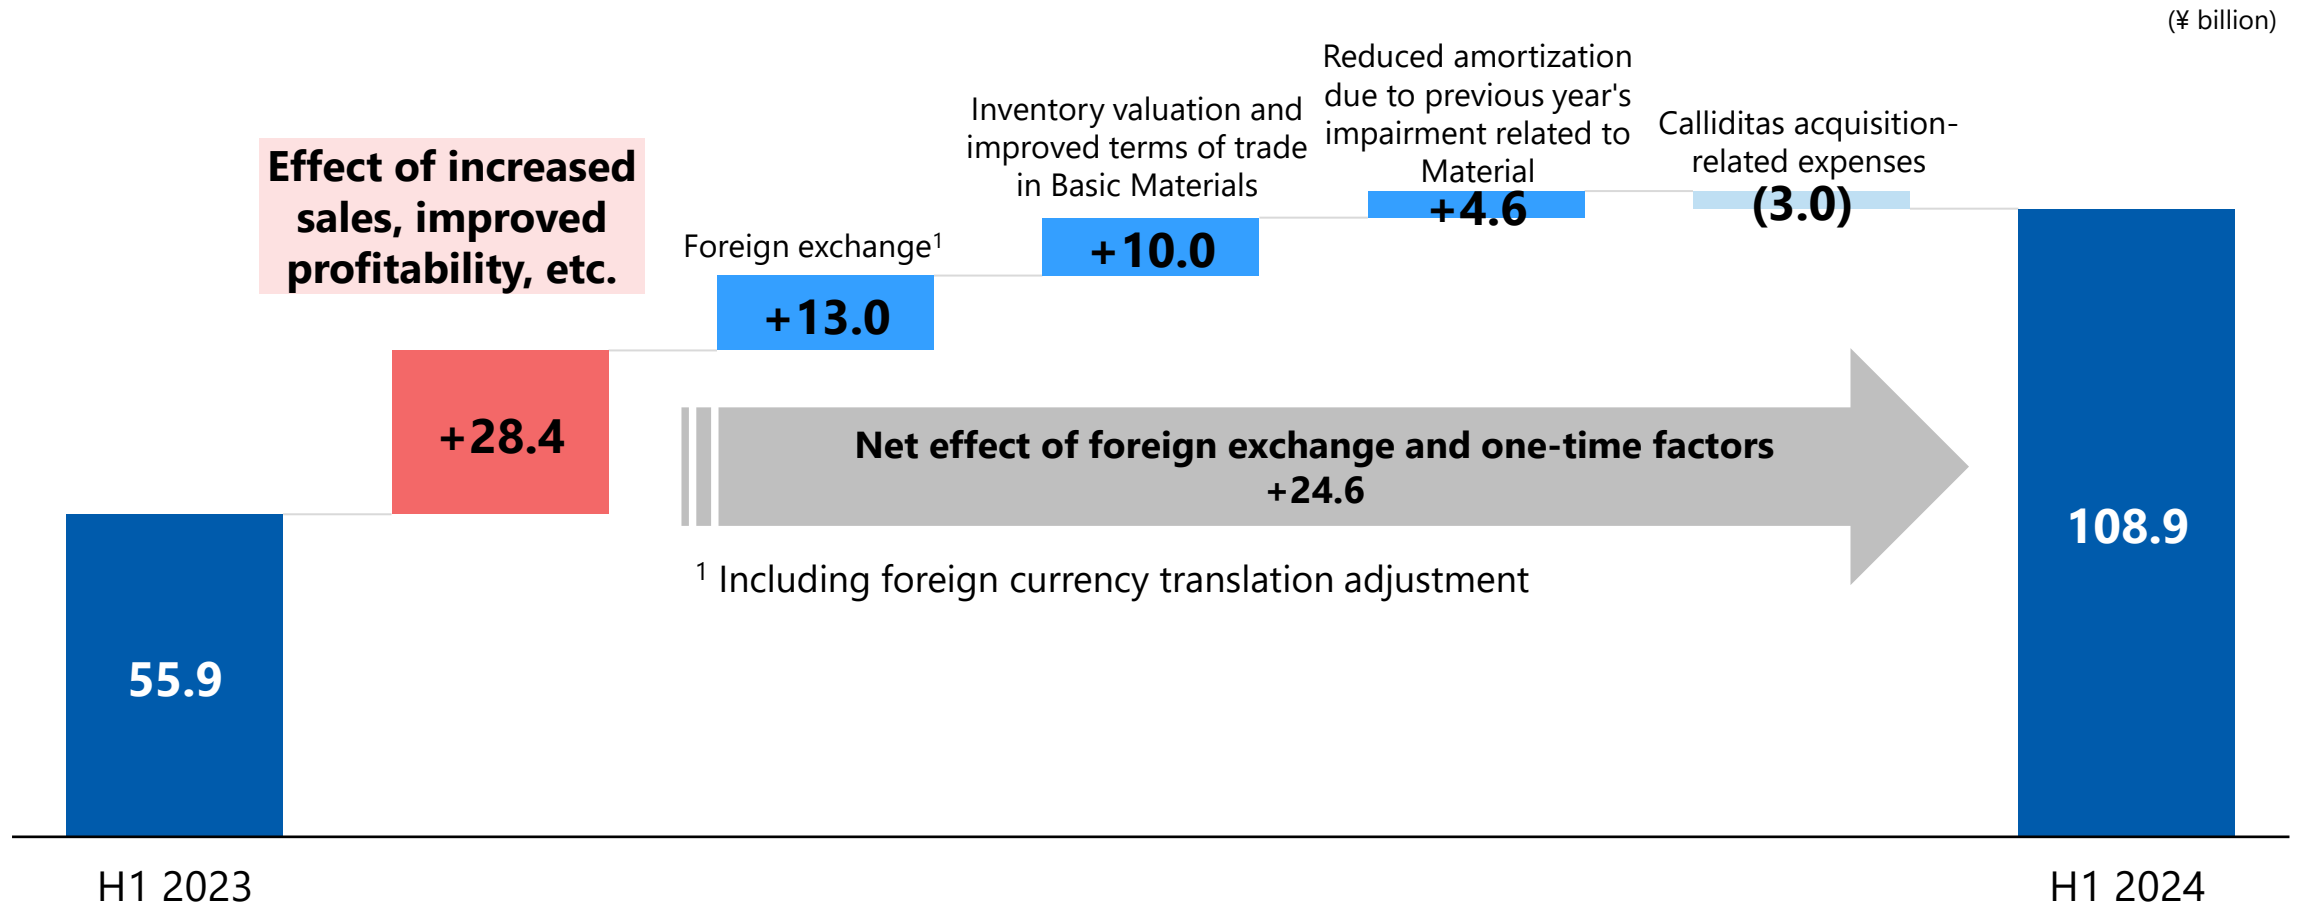 (¥ billion)
Effect of increased
sales, improved
profitability, etc.
+28.4
Foreign exchange¹
+13.0
Inventory valuation and
improved terms of trade
in Basic Materials
+10.0
Reduced amortization
due to previous year's
impairment related to
Material
+4.6
Calliditas acquisition-
related expenses
(3.0)
Net effect of foreign exchange and one-time factors
+24.6
¹ Including foreign currency translation adjustment
55.9
108.9
H1 2023
H1 2024